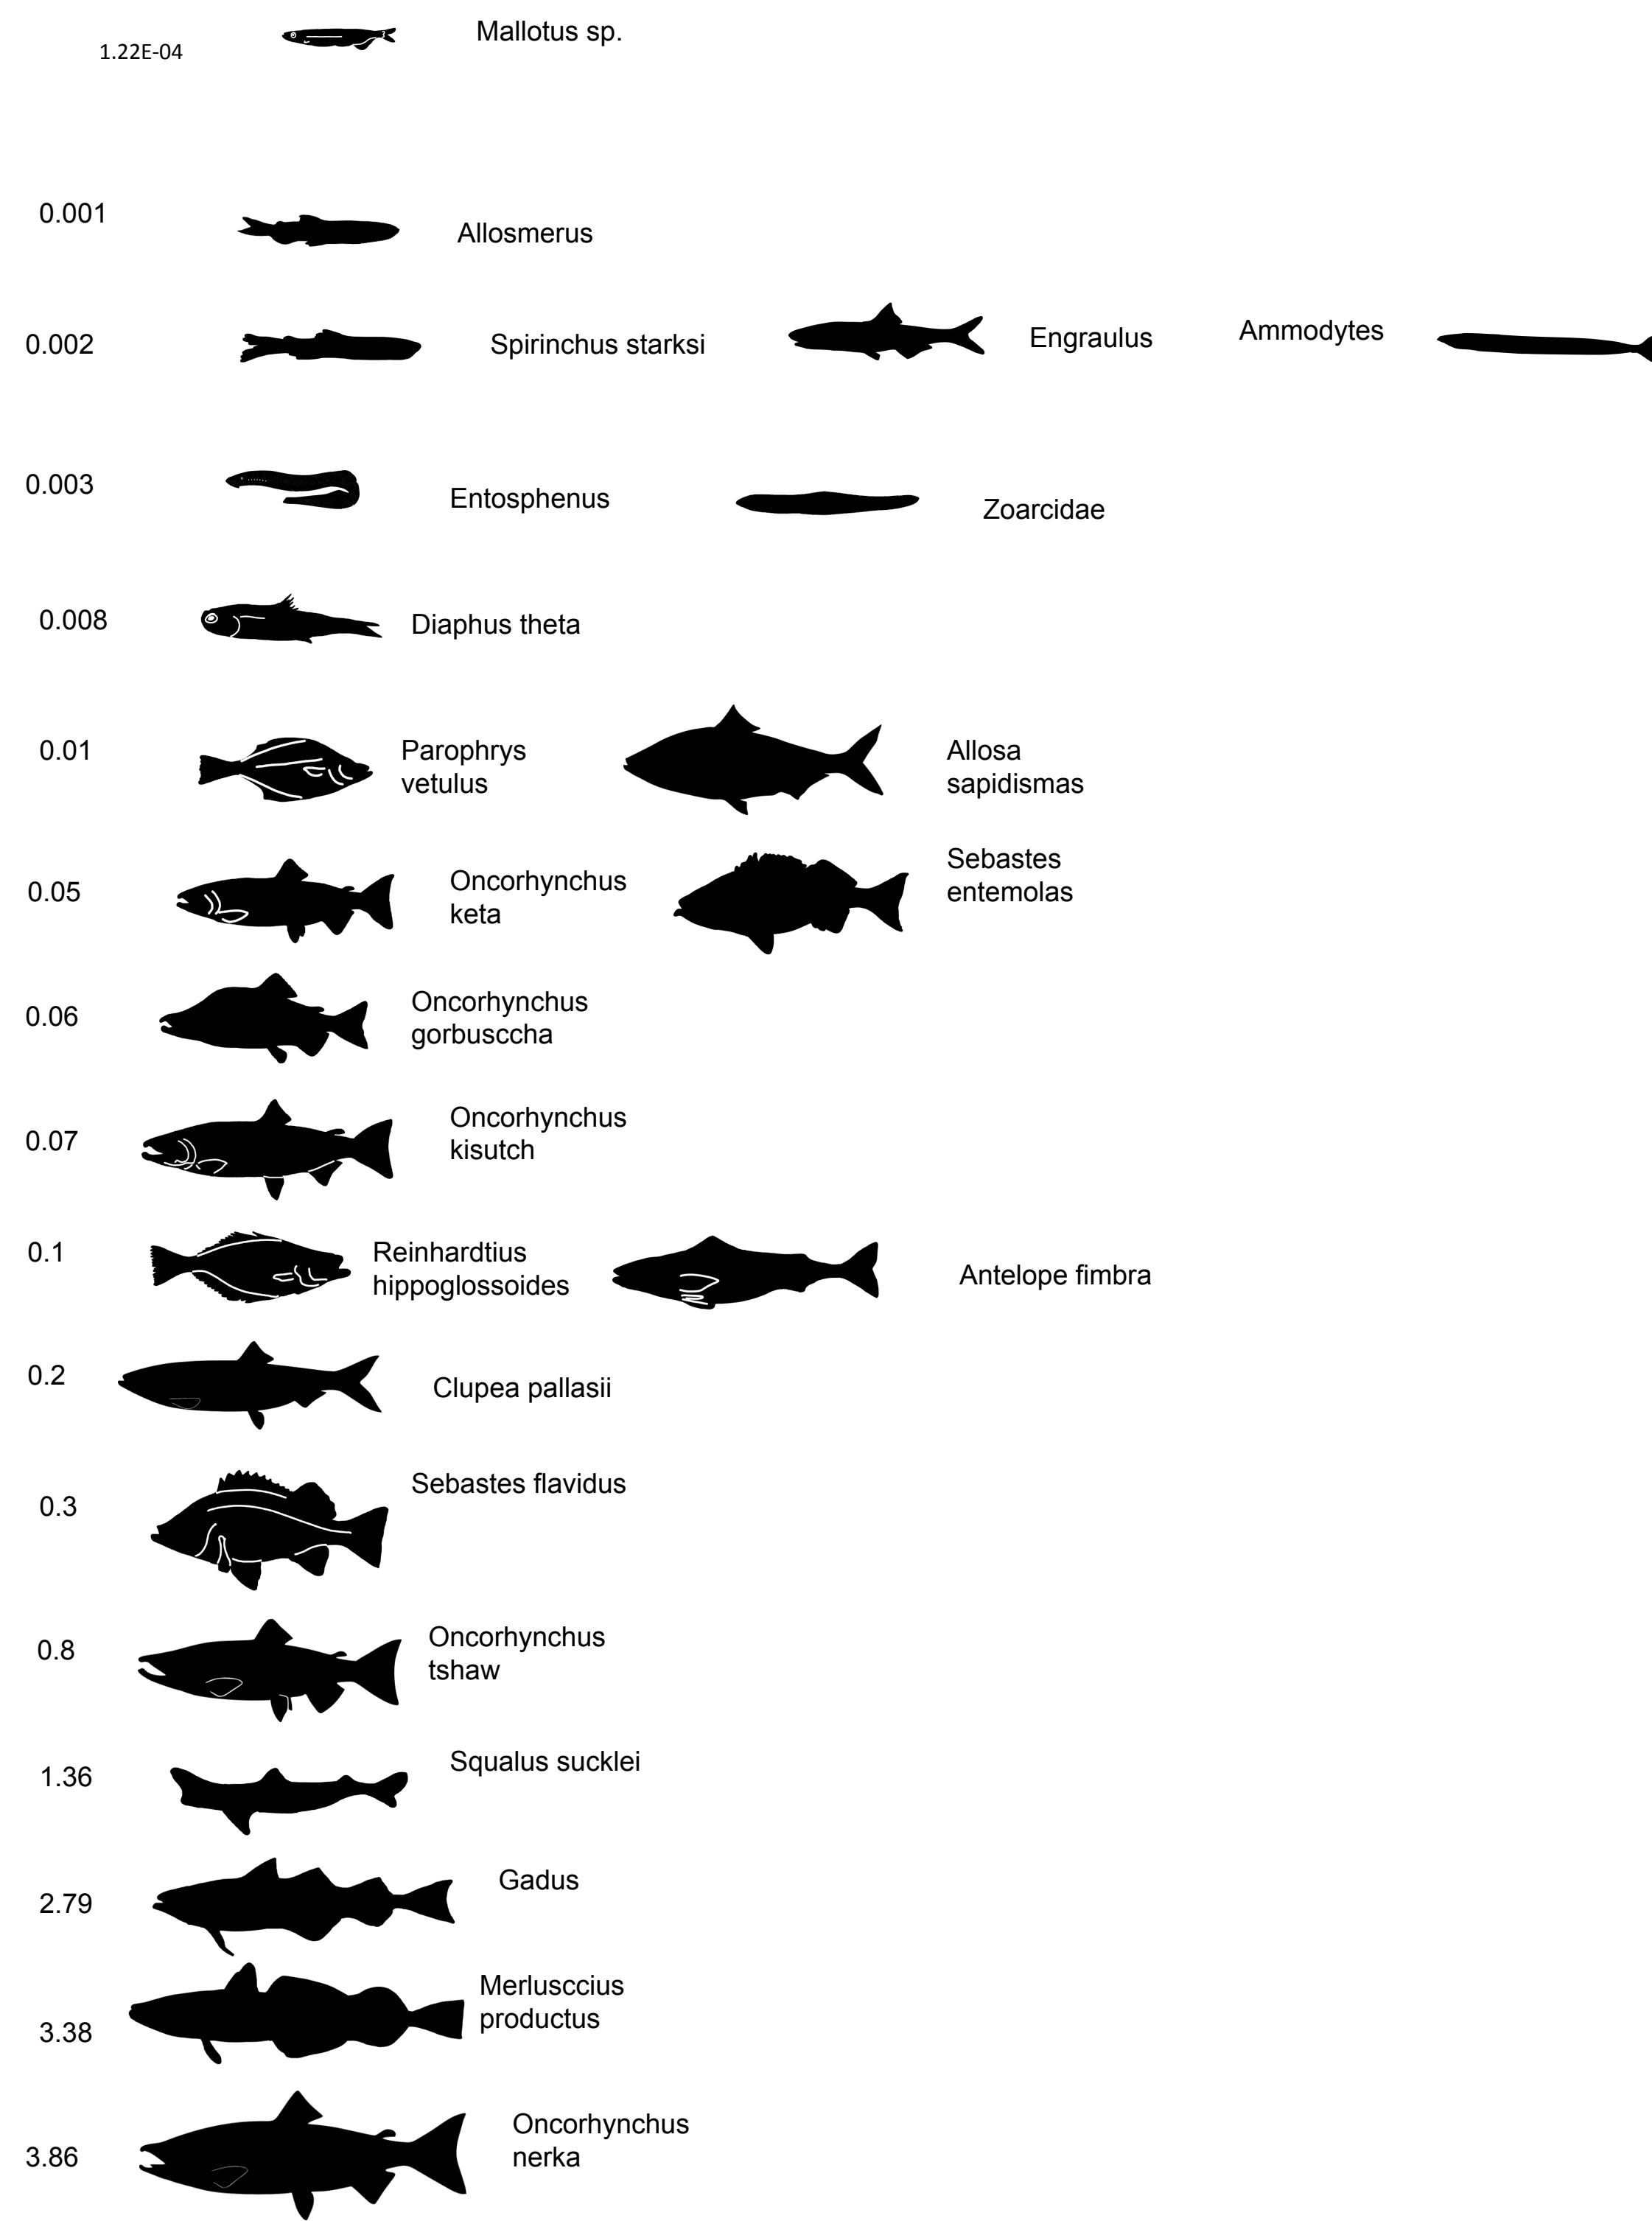 Mallotus sp.
1.22E-04
0.001
Allosmerus
0.002
Spirinchus starksi
Engraulus
Ammodytes
0.003
Entosphenus
Zoarcidae
0.008
Diaphus theta
0.01
Parophrys
vetulus
Allosa
sapidismas
0.05
Oncorhynchus
keta
Sebastes
entemolas
0.06
Oncorhynchus
gorbusccha
0.07
Oncorhynchus
kisutch
0.1
Reinhardtius
hippoglossoides
Antelope fimbra
0.2
Clupea pallasii
0.3
Sebastes flavidus
0.8
Oncorhynchus
tshaw
1.36
Squalus sucklei
2.79
Gadus
3.38
Merlusccius
productus
3.86
Oncorhynchus
nerka